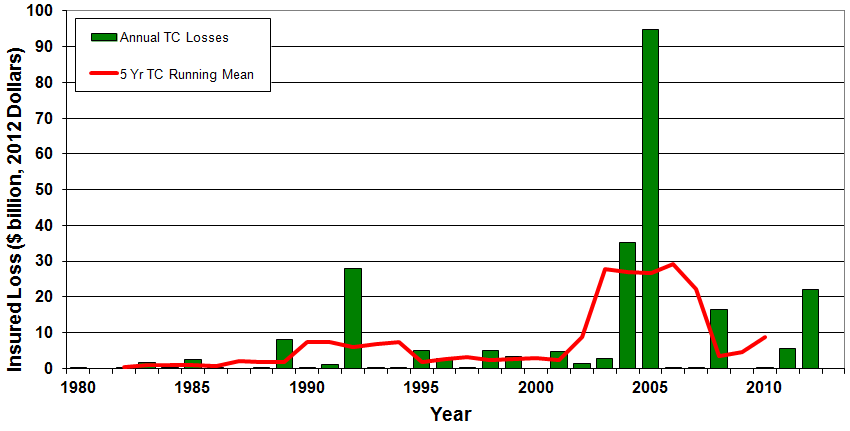 Insured Loss ($ billion, 2012 Dollars)
100
90
80
70
60
50
40
30
20
10
0
Annual TC Losses
5 Yr TC Running Mean
1980 1985 1990 1995 2000 2005 2010
Year